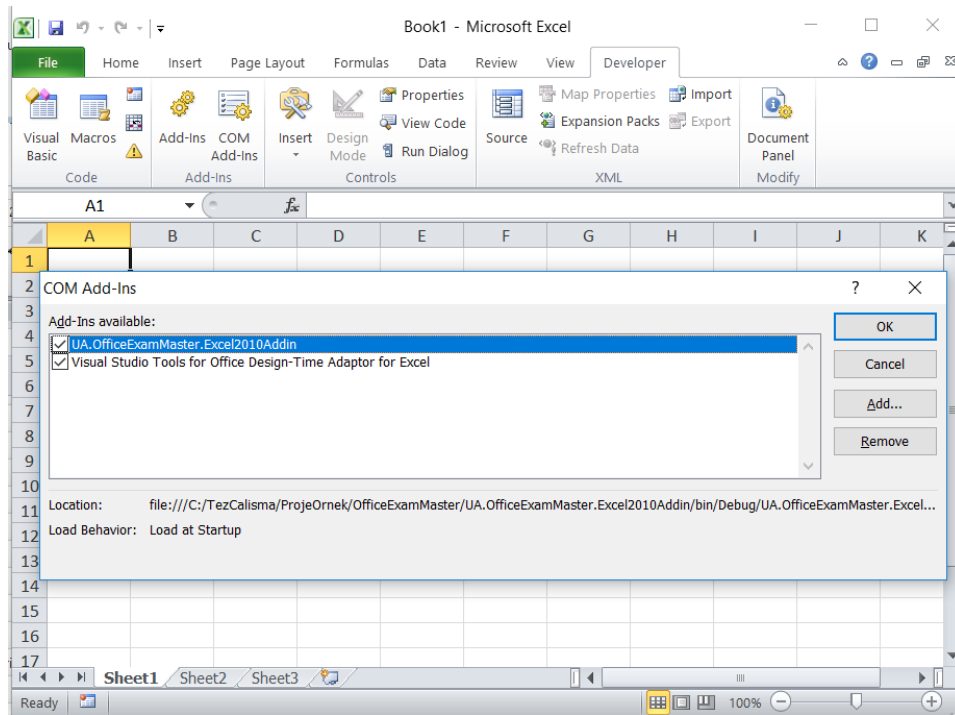 Book1 - Microsoft Excel
File Home Insert Page Layout Formulas Data Review View Developer
Visual Basic
Macros
Code
Add-Ins
COM Add-Ins
Add-Ins
Insert
Design Mode
Properties
View Code
Run Dialog
Controls
Source
Map Properties
Expansion Packs
Refresh Data
Import
Export
XML
Document Panel
Modify
A1 fx
A B C D E F G H I J K
1
2
3
4
5
6
7
8
9
10
11
12
13
14
15
16
17
COM Add-Ins ?
Add-Ins available:
UA.OfficeExamMaster.Excel2010Addin
Visual Studio Tools for Office Design-Time Adaptor for Excel
OK
Cancel
Add...
Remove
Location: file:///C:/TezCalisma/ProjeOrnek/OfficeExamMaster/UA.OfficeExamMaster.Excel2010Addin/bin/Debug/UA.OfficeExamMaster.Excel...
Load Behavior: Load at Startup
Sheet1 Sheet2 Sheet3
Ready 100%